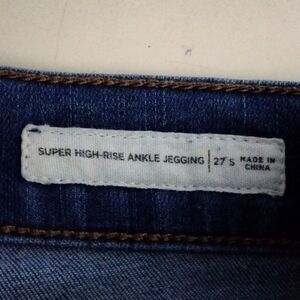 SUPER HIGH-RISE ANKLE JEGGING | 27 S MADE IN
CHINA